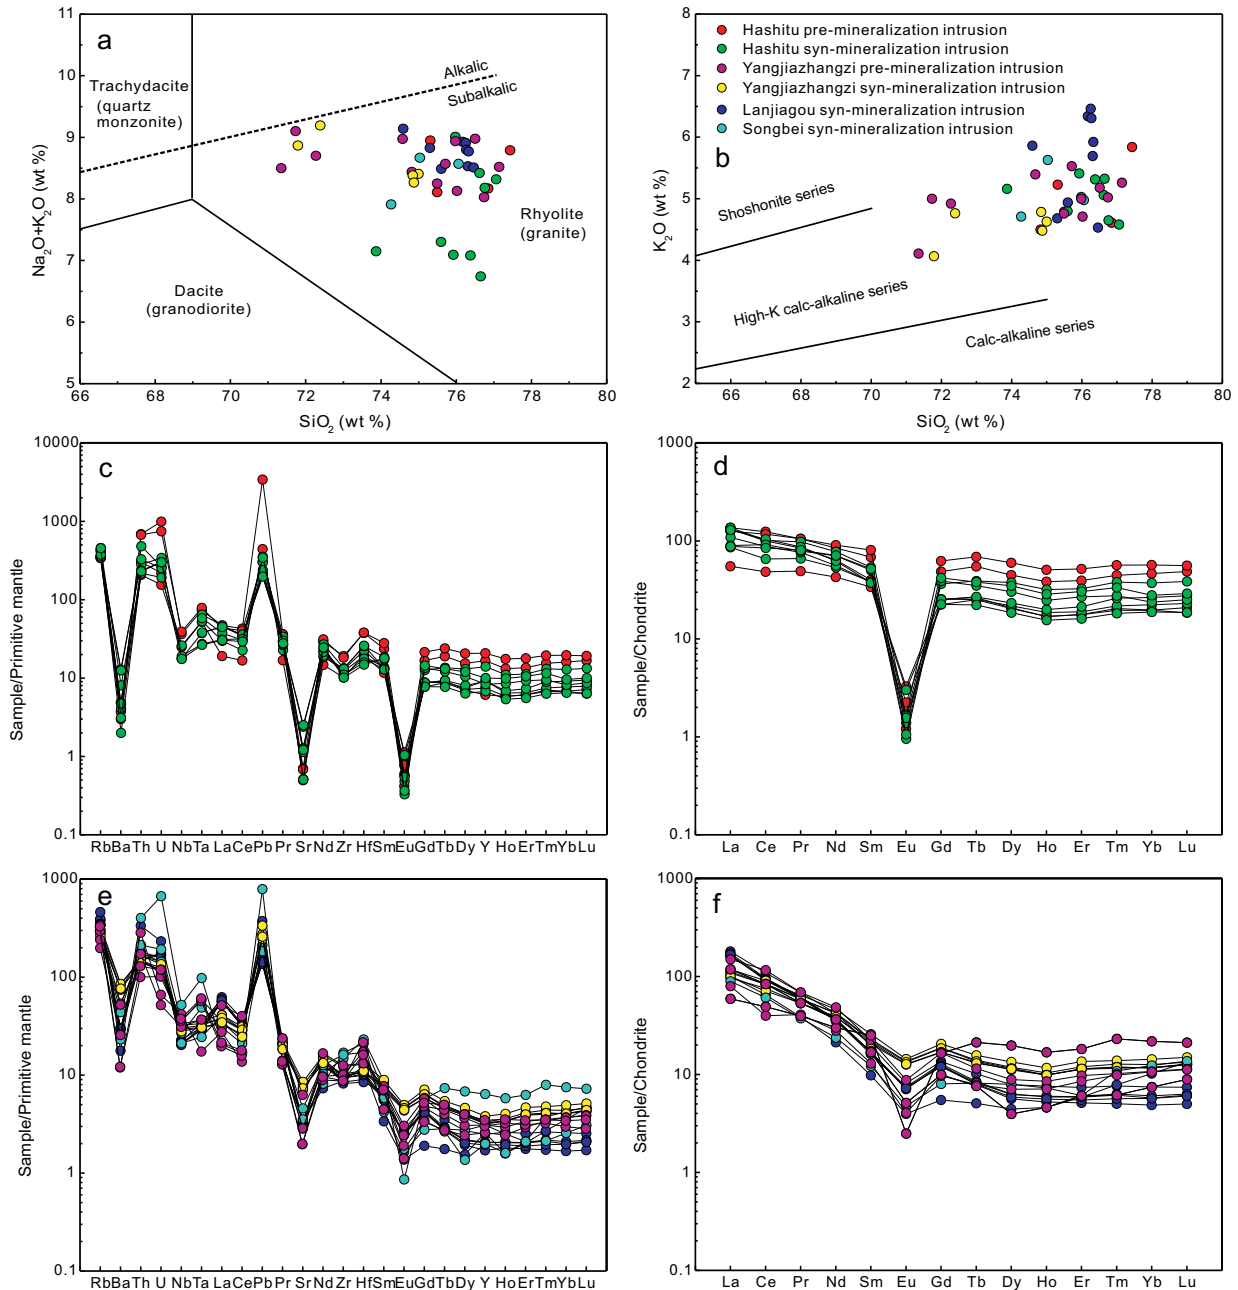 a
11
10
9
8
7
6
5
Na2O+K2O (wt %)
Trachydacite
(quartz
monzonite)
Alkalic
Subalkalic
Rhyolite
(granite)
Dacite
(granodiorite)
66 68 70 72 74 76 78 80
SiO2 (wt %)
b
8
7
6
5
4
3
2
K2O (wt %)
Hashitu pre-mineralization intrusion
Hashitu syn-mineralization intrusion
Yangjiazhangzi pre-mineralization intrusion
Yangjiazhangzi syn-mineralization intrusion
Lanjiagou syn-mineralization intrusion
Songbei syn-mineralization intrusion
Shoshonite series
High-K calc-alkaline series
Calc-alkaline series
65 66 68 70 72 74 76 78 80
SiO2 (wt %)
c
10000
1000
100
10
1
0.1
Sample/Primitive mantle
Rb Ba Th U Nb Ta La Ce Pb Pr Sr Nd Zr Hf Sm Eu Gd Tb Dy Y Ho Er Tm Yb Lu
d
1000
100
10
1
0.1
Sample/Chondrite
La Ce Pr Nd Sm Eu Gd Tb Dy Ho Er Tm Yb Lu
e
1000
100
10
1
0.1
Sample/Primitive mantle
Rb Ba Th U Nb Ta La Ce Pb Pr Sr Nd Zr Hf Sm Eu Gd Tb Dy Y Ho Er Tm Yb Lu
f
1000
100
10
1
0.1
Sample/Chondrite
La Ce Pr Nd Sm Eu Gd Tb Dy Ho Er Tm Yb Lu